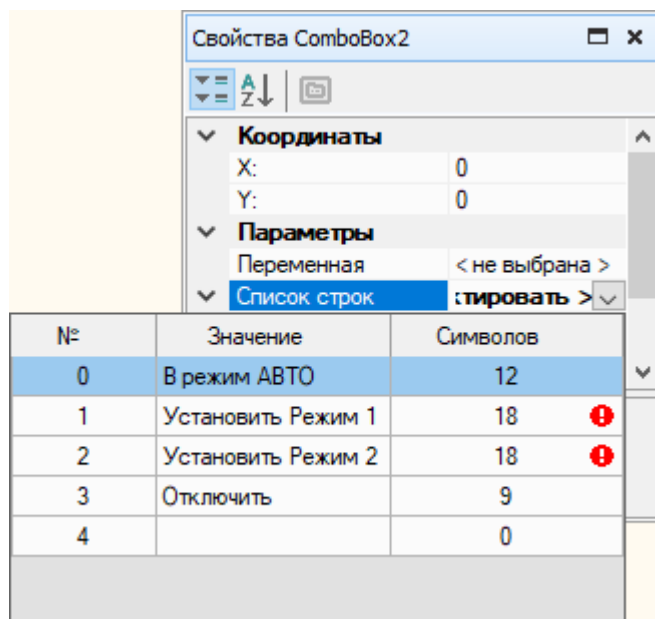 Свойства ComboBox2
A
Z
Координаты
X: 0
Y: 0
Параметры
Переменная < не выбрана >
Список строк ктировать >
№ Значение Символов
0 В режим АВТО 12
1 Установить Режим 1 18
2 Установить Режим 2 18
3 Отключить 9
4 0